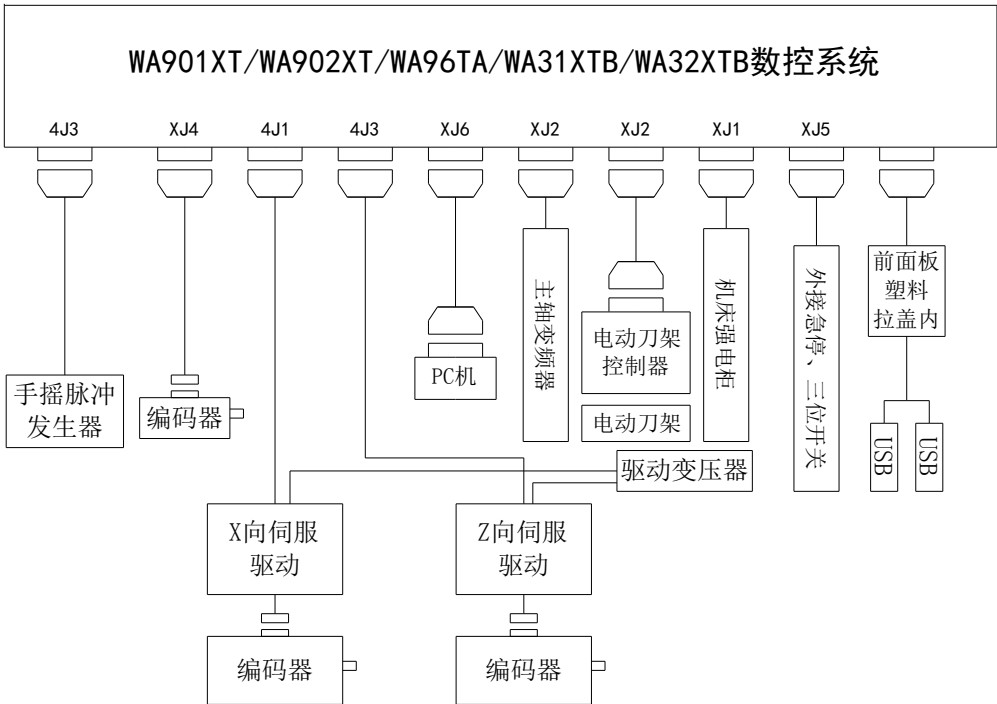 WA901XT/WA902XT/WA96TA/WA31XTB/WA32XTB数控系统
4J3
XJ4
4J1
4J3
XJ6
XJ2
XJ2
XJ1
XJ5
手摇脉冲
发生器
编码器
PC机
主轴变频器
电动刀架
控制器
电动刀架
机床强电柜
外接急停、三位开关
前面板
塑料
拉盖内
USB
USB
驱动变压器
X向伺服
驱动
Z向伺服
驱动
编码器
编码器